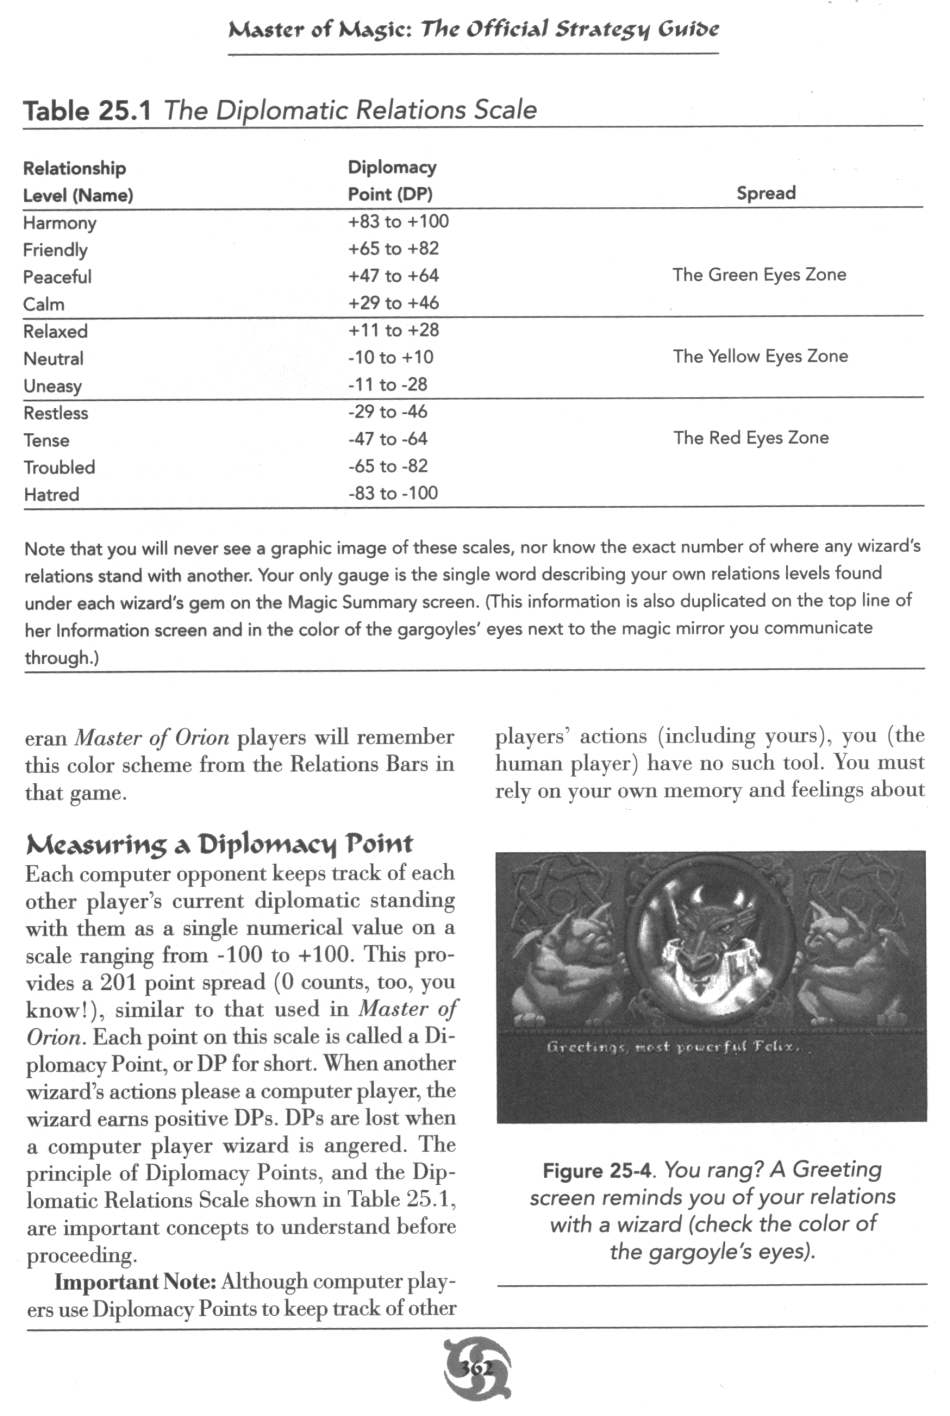 Master of Magic: The Official Strategy Guide
Table 25.1 The Diplomatic Relations Scale
Relationship Diplomacy
Level (Name) Point (DP) Spread
Harmony +83 to +100
Friendly +65 to +82
Peaceful +47 to +64 The Green Eyes Zone
Calm +29 to +46
Relaxed +11 to +28
Neutral -10 to +10 The Yellow Eyes Zone
Uneasy -11 to -28
Restless -29 to -46
Tense -47 to -64 The Red Eyes Zone
Troubled -65 to -82
Hatred -83 to -100
Note that you will never see a graphic image of these scales, nor know the exact number of where any wizard's
relations stand with another. Your only gauge is the single word describing your own relations levels found
under each wizard's gem on the Magic Summary screen. (This information is also duplicated on the top line of
her Information screen and in the color of the gargoyles' eyes next to the magic mirror you communicate
through.)
eran Master of Orion players will remember
this color scheme from the Relations Bars in
that game.
Measuring a Diplomacy Point
Each computer opponent keeps track of each
other player's current diplomatic standing
with them as a single numerical value on a
scale ranging from -100 to +100. This pro-
vides a 201 point spread (0 counts, too, you
know!), similar to that used in Master of
Orion. Each point on this scale is called a Di-
plomacy Point, or DP for short. When another
wizard's actions please a computer player, the
wizard earns positive DPs. DPs are lost when
a computer player wizard is angered. The
principle of Diplomacy Points, and the Dip-
lomatic Relations Scale shown in Table 25.1,
are important concepts to understand before
proceeding.
Important Note: Although computer play-
ers use Diplomacy Points to keep track of other
players' actions (including yours), you (the
human player) have no such tool. You must
rely on your own memory and feelings about
Greetings, most powerful Felix.
Figure 25-4. You rang? A Greeting
screen reminds you of your relations
with a wizard (check the color of
the gargoyle's eyes).
362